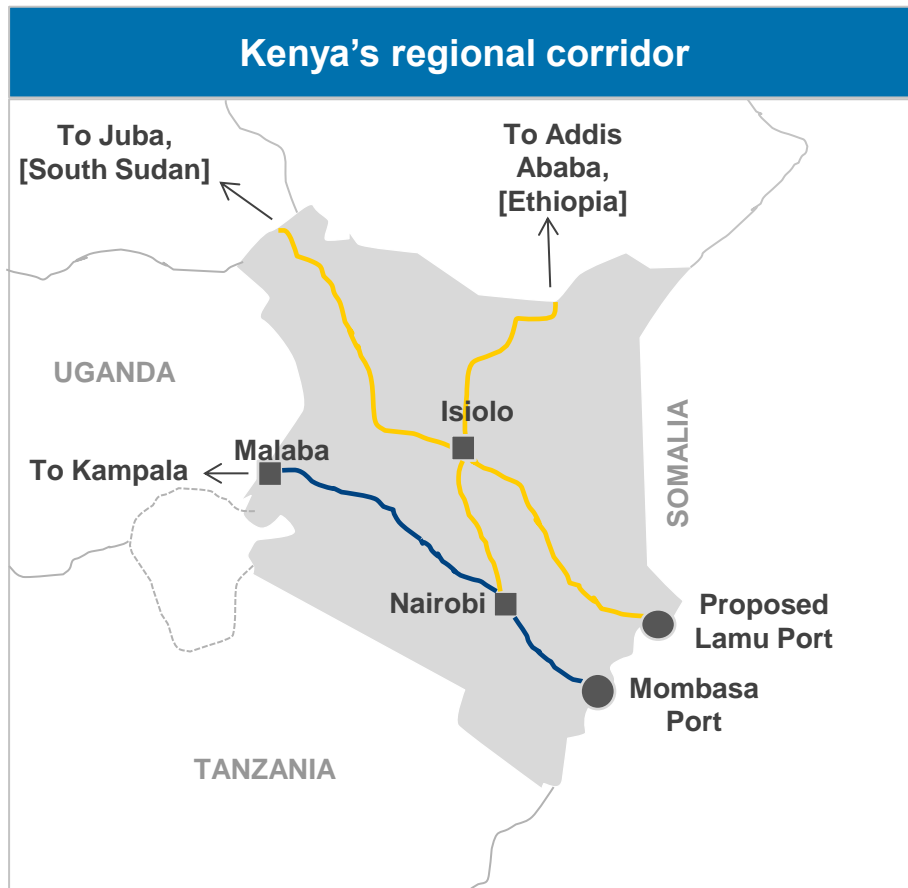 Kenya’s regional corridor
To Juba,
[South Sudan]
To Addis
Ababa,
[Ethiopia]
UGANDA
Isiolo
SOMALIA
Malaba
To Kampala
Nairobi
Proposed
Lamu Port
Mombasa
Port
TANZANIA